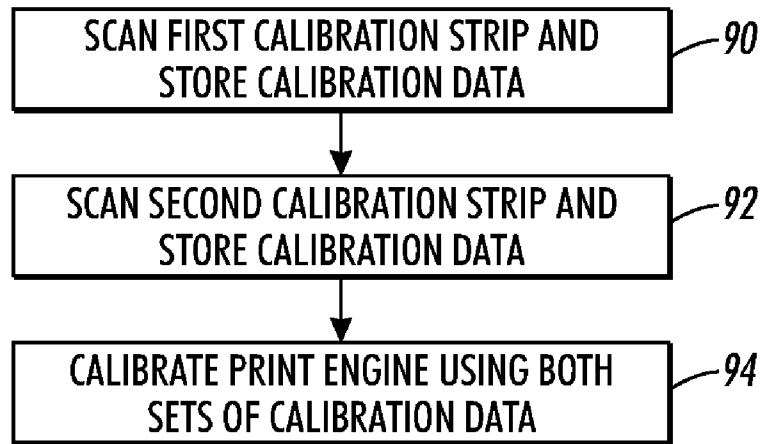 SCAN FIRST CALIBRATION STRIP AND
STORE CALIBRATION DATA
90
SCAN SECOND CALIBRATION STRIP AND
STORE CALIBRATION DATA
92
CALIBRATE PRINT ENGINE USING BOTH
SETS OF CALIBRATION DATA
94